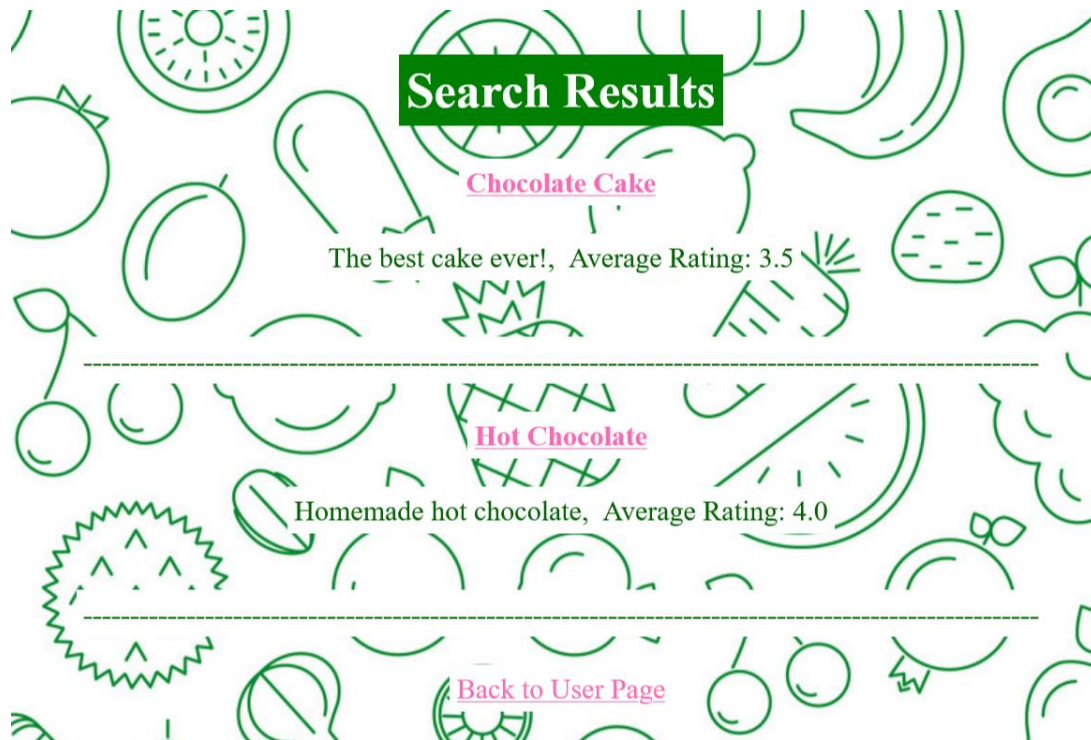 Search Results
Chocolate Cake
The best cake ever!, Average Rating: 3.5
--------------------------------------------------------------------------------------------------------
Hot Chocolate
Homemade hot chocolate, Average Rating: 4.0
--------------------------------------------------------------------------------------------------------
Back to User Page